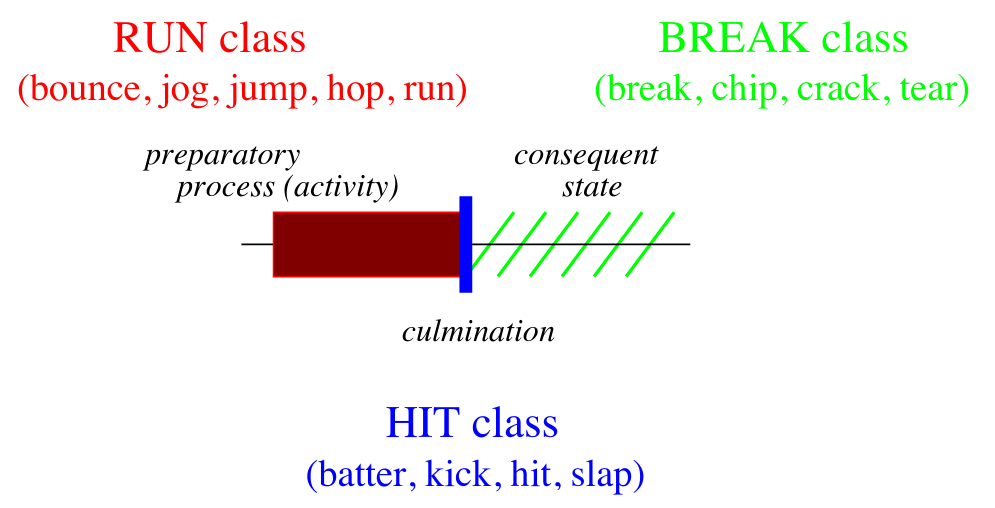 RUN class
(bounce, jog, jump, hop, run)
BREAK class
(break, chip, crack, tear)
preparatory
process (activity)
consequent
state
culmination
HIT class
(batter, kick, hit, slap)